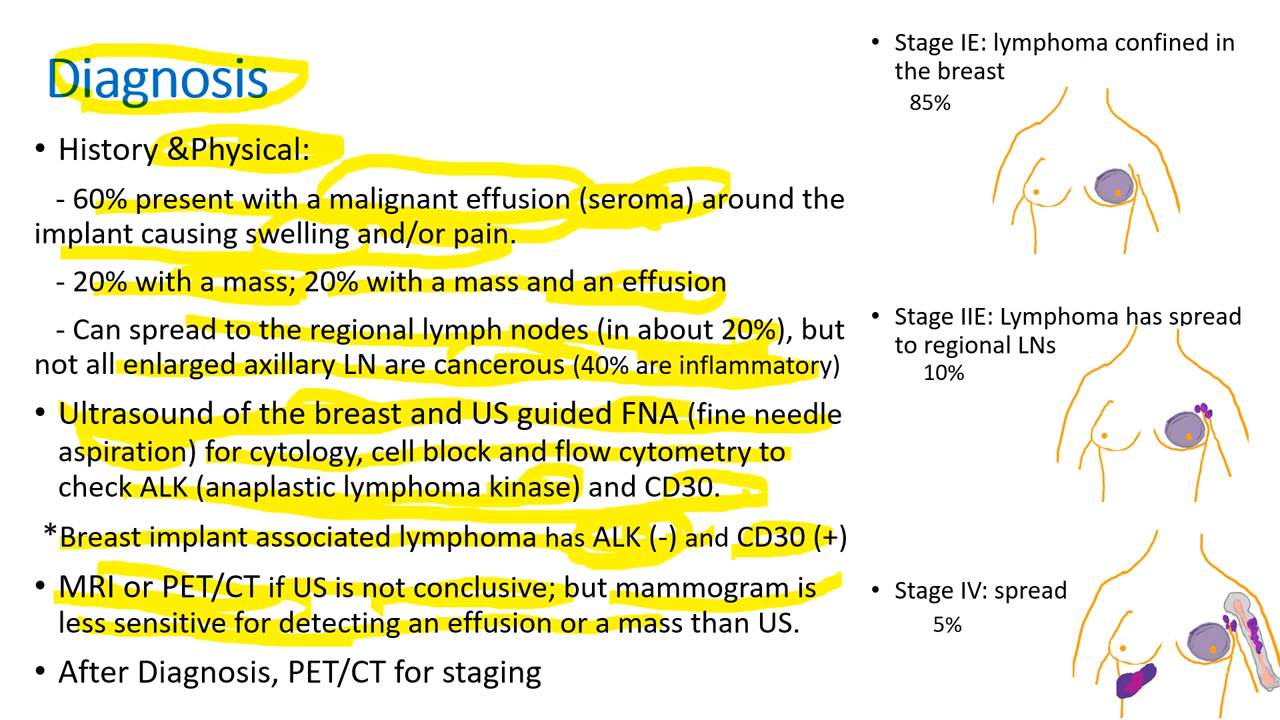 Diagnosis
• History &Physical:
- 60% present with a malignant effusion (seroma) around the
implant causing swelling and/or pain.
- 20% with a mass; 20% with a mass and an effusion
- Can spread to the regional lymph nodes (in about 20%), but
not all enlarged axillary LN are cancerous (40% are inflammatory)
• Ultrasound of the breast and US guided FNA (fine needle
aspiration) for cytology, cell block and flow cytometry to
check ALK (anaplastic lymphoma kinase) and CD30.
*Breast implant associated lymphoma has ALK (-) and CD30 (+)
• MRI or PET/CT if US is not conclusive; but mammogram is
less sensitive for detecting an effusion or a mass than US.
• After Diagnosis, PET/CT for staging
• Stage IE: lymphoma confined in
the breast
85%
• Stage IIE: Lymphoma has spread
to regional LNs
10%
• Stage IV: spread
5%